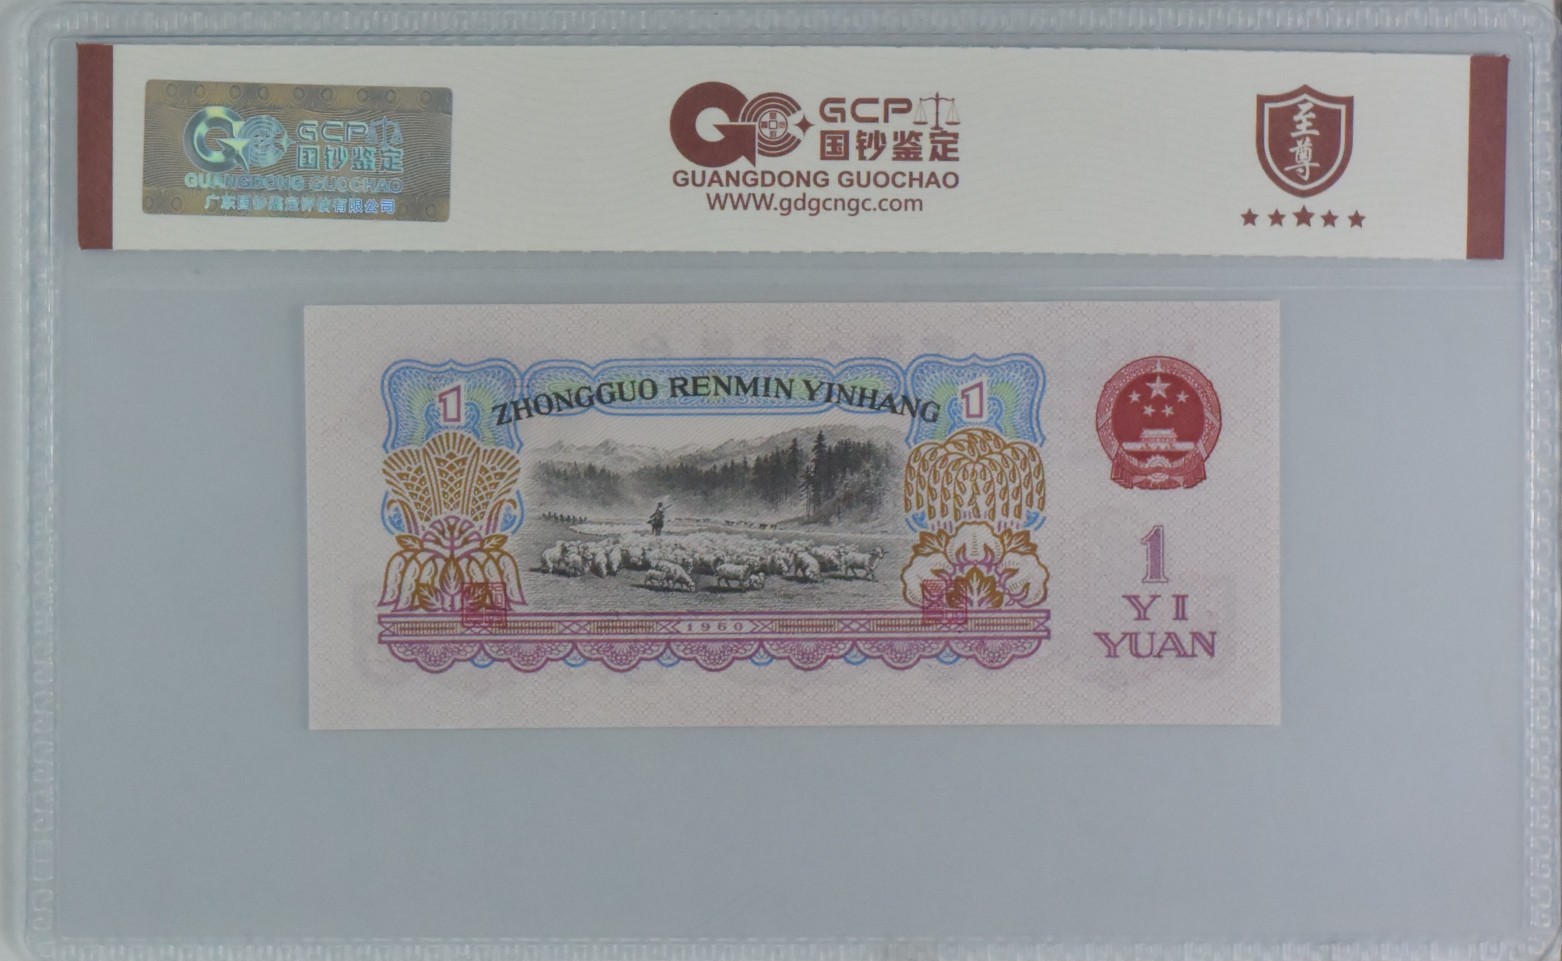 GCP
国钞鉴定
GUANGDONG GUOCHAO
GCP
国钞鉴定
GUANGDONG GUOCHAO
WWW.gdgcngc.com
至尊
1
ZHONGGUO RENMIN YINHANG
1
1960
1
YI
YUAN